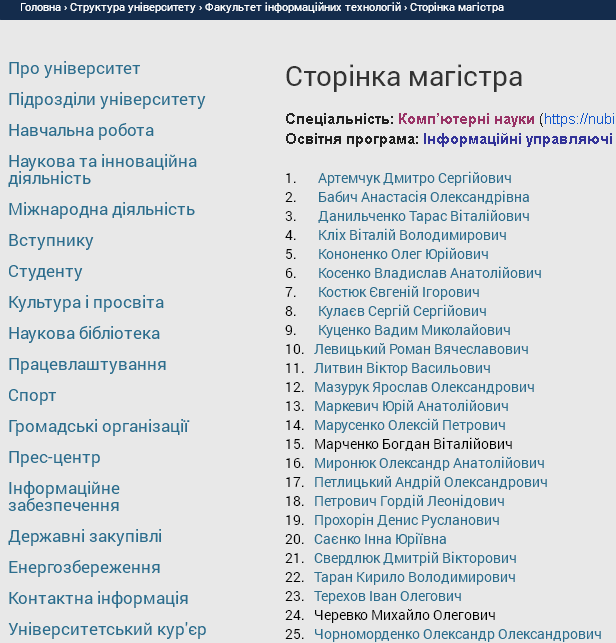 Головна › Структура університету › Факультет інформаційних технологій › Сторінка магістра
Про університет
Підрозділи університету
Навчальна робота
Наукова та інноваційна
діяльність
Міжнародна діяльність
Вступнику
Студенту
Культура і просвіта
Наукова бібліотека
Працевлаштування
Спорт
Громадські організації
Прес-центр
Інформаційне
забезпечення
Державні закупівлі
Енергозбереження
Контактна інформація
Університетський кур'єр
Сторінка магістра
Спеціальність: Комп'ютерні науки (https://nubi
Освітня програма: Інформаційні управляючі
1. Артемчук Дмитро Сергійович
2. Бабич Анастасія Олександрівна
3. Данильченко Тарас Віталійович
4. Кліх Віталій Володимирович
5. Кононенко Олег Юрійович
6. Косенко Владислав Анатолійович
7. Костюк Євгеній Ігорович
8. Кулаєв Сергій Сергійович
9. Куценко Вадим Миколайович
10. Левицький Роман Вячеславович
11. Литвин Віктор Васильович
12. Мазурук Ярослав Олександрович
13. Маркевич Юрій Анатолійович
14. Марусенко Олексій Петрович
15. Марченко Богдан Віталійович
16. Миронюк Олександр Анатолійович
17. Петлицький Андрій Олександрович
18. Петрович Гордій Леонідович
19. Прохорін Денис Русланович
20. Саєнко Інна Юріївна
21. Свердлюк Дмитрій Вікторович
22. Таран Кирило Володимирович
23. Терехов Іван Олегович
24. Черевко Михайло Олегович
25. Чорноморденко Олександр Олександрович